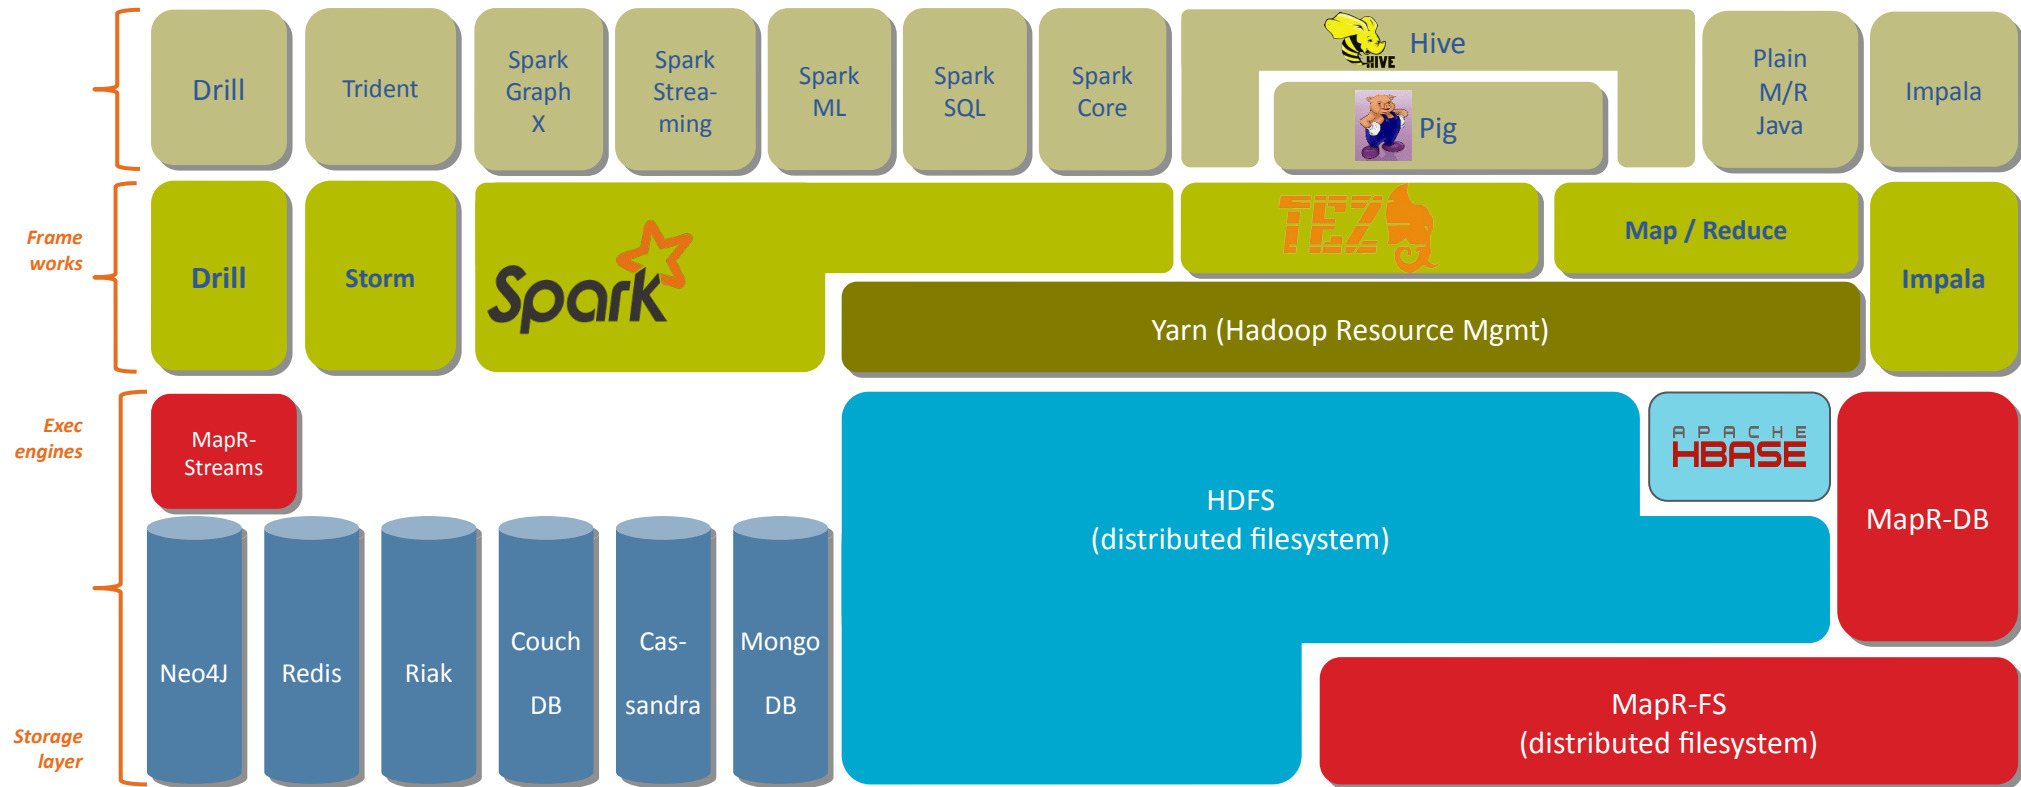 Drill
Trident
Spark
Graph
X
Spark
Strea-
ming
Spark
ML
Spark
SQL
Spark
Core
HIVE
Hive
Pig
Plain
M/R
Java
Impala
Frame
works
Drill
Storm
Spark
TEZ
Map / Reduce
Impala
Yarn (Hadoop Resource Mgmt)
Exec
engines
MapR-
Streams
HDFS
(distributed filesystem)
APACHE
HBASE
MapR-DB
Neo4J
Redis
Riak
Couch
DB
Cas-
sandra
Mongo
DB
MapR-FS
(distributed filesystem)
Storage
layer